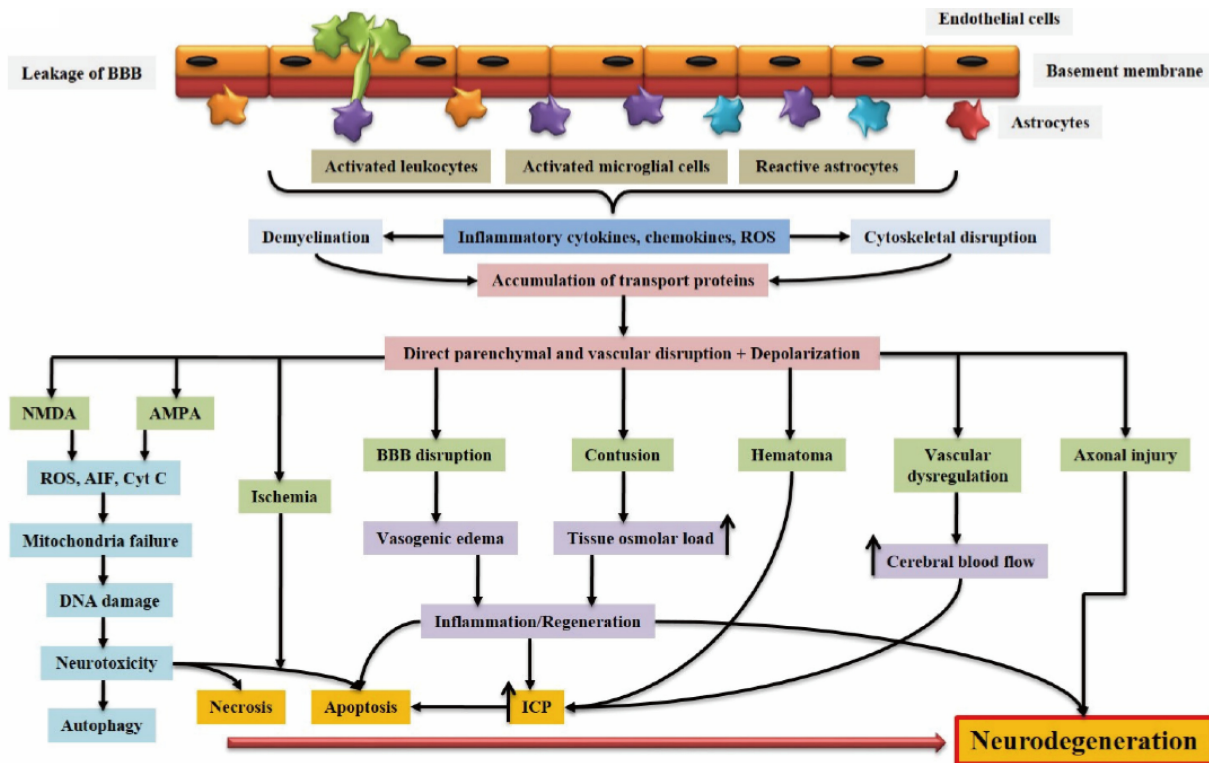 Endothelial cells
Leakage of BBB
Basement membrane
Astrocytes
Activated leukocytes
Activated microglial cells
Reactive astrocytes
Demyelination
Inflammatory cytokines, chemokines, ROS
Cytoskeletal disruption
Accumulation of transport proteins
Direct parenchymal and vascular disruption + Depolarization
NMDA
AMPA
BBB disruption
Contusion
Hematoma
Vascular
dysregulation
Axonal injury
ROS, AIF, Cyt C
Ischemia
Mitochondria failure
Vasogenic edema
Tissue osmolar load
Cerebral blood flow
DNA damage
Inflammation/Regeneration
Neurotoxicity
Necrosis
Apoptosis
ICP
Autophagy
Neurodegeneration